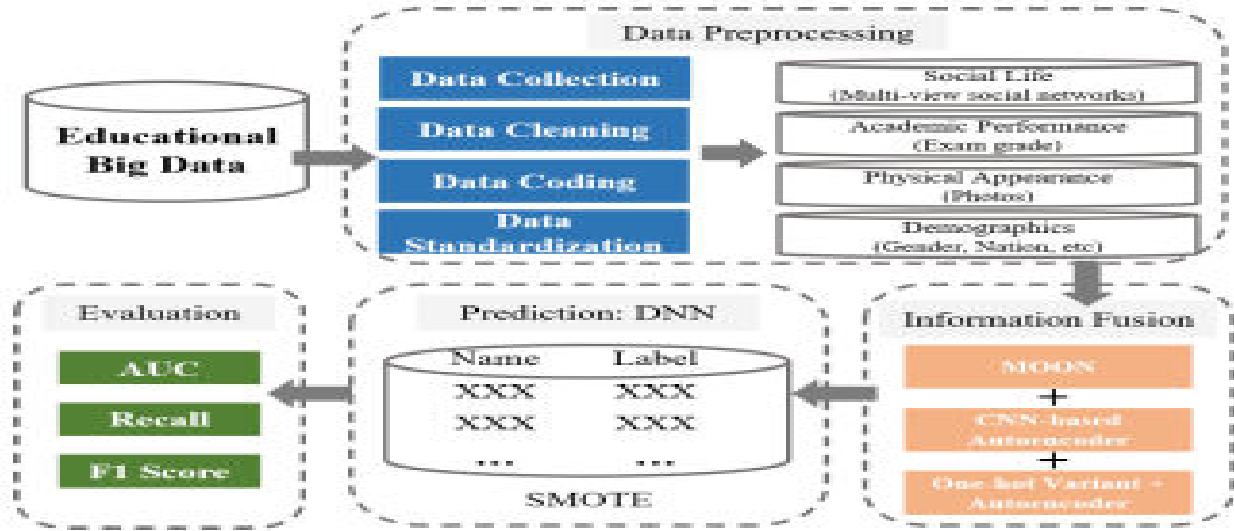 Data Preprocessing
Educational
Big Data
Data Collection
Data Cleaning
Data Coding
Data
Standardization
Social Life
(Multi-view social networks)
Academic Performance
(Exam grade)
Physical Appearance
(Photos)
Demographics
(Gender, Nation, etc)
Evaluation
AUC
Recall
F1 Score
Prediction: DNN
Name Label
XXX XXX
XXX XXX
... ...
SMOTE
Information Fusion
MOON
+
CNN-based
Autoencoder
+
One-hot Variant +
Autoencoder